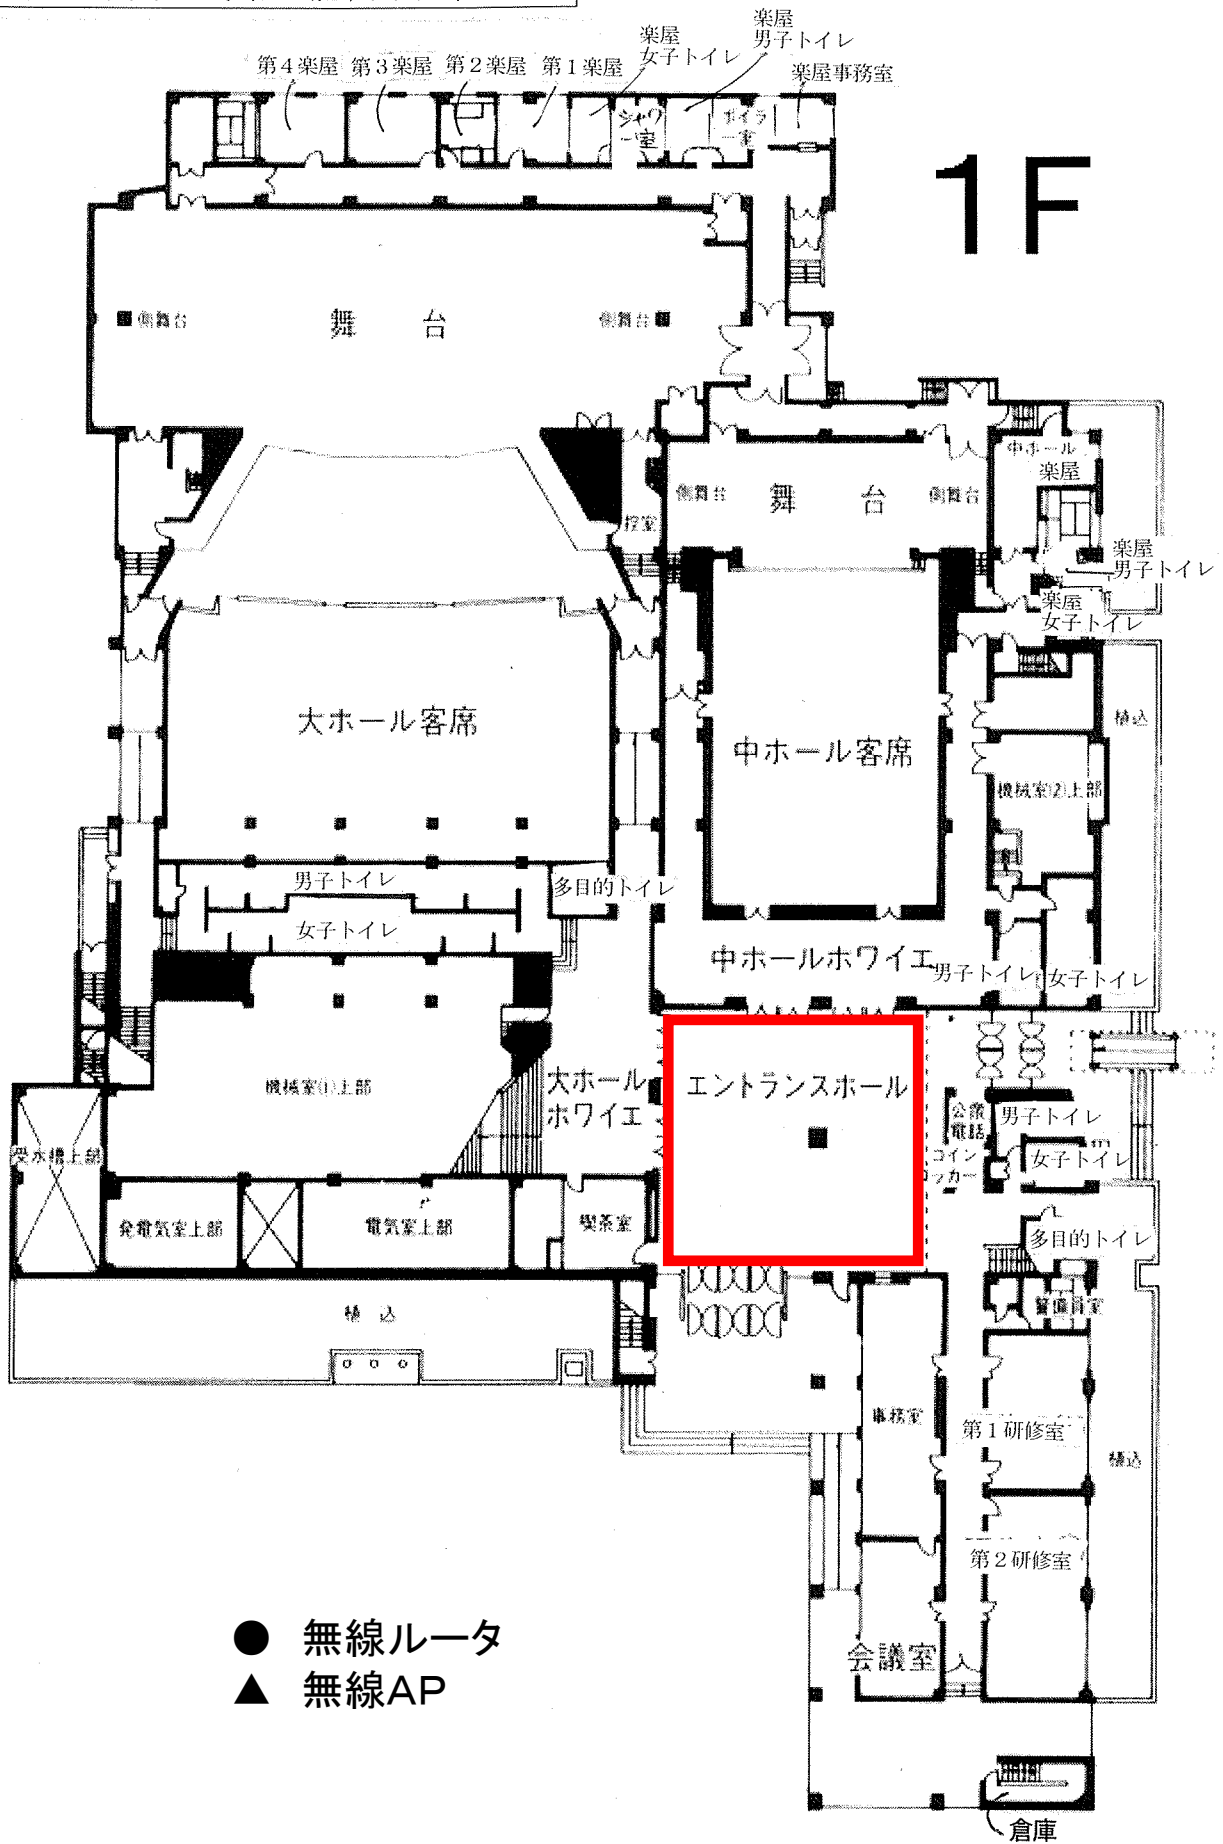 楽屋
女子トイレ
楽屋
男子トイレ
第４楽屋
第３楽屋
第２楽屋
第１楽屋
楽屋事務室
シャワー室
ボイラー室
1F
側舞台
舞台
側舞台
中ホール
楽屋
側舞台
舞台
側舞台
控室
楽屋
男子トイレ
楽屋
女子トイレ
大ホール客席
中ホール客席
植込
機械室(2)上部
男子トイレ
多目的トイレ
女子トイレ
中ホールホワイエ
男子トイレ
女子トイレ
機械室(1)上部
大ホール
ホワイエ
エントランスホール
公衆
電話
男子トイレ
コイン
ロッカー
女子トイレ
受水槽上部
発電気室上部
電気室上部
喫茶室
多目的トイレ
警備員室
植込
事務室
第１研修室
植込
第２研修室
会議室
● 無線ルータ
▲ 無線AP
倉庫